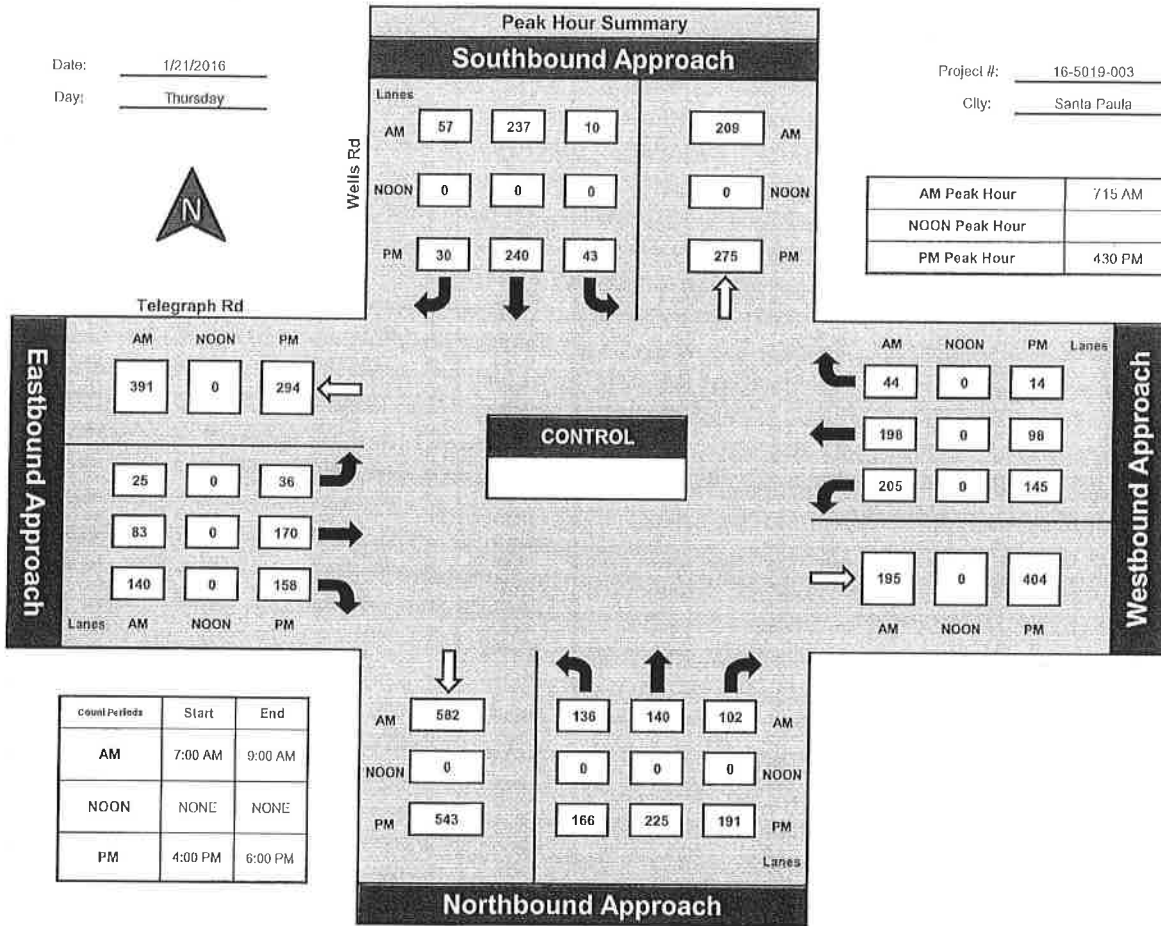 Peak Hour Summary
Southbound Approach
Date: 1/21/2016
Day: Thursday
Project #: 16-5019-003
City: Santa Paula
N
Wells Rd
Lanes
AM 57 237 10 209 AM
NOON 0 0 0 0 NOON
PM 30 240 43 275 PM
AM Peak Hour 715 AM
NOON Peak Hour
PM Peak Hour 430 PM
Telegraph Rd
Eastbound Approach
AM NOON PM
391 0 294
25 0 36
83 0 170
140 0 158
Lanes AM NOON PM
CONTROL
AM NOON PM Lanes
44 0 14
198 0 98
205 0 145
195 0 404
AM NOON PM
Westbound Approach
Count Periods Start End
AM 7:00 AM 9:00 AM
NOON NONE NONE
PM 4:00 PM 6:00 PM
AM 582 136 140 102 AM
NOON 0 0 0 0 NOON
PM 543 166 225 191 PM
Lanes
Northbound Approach